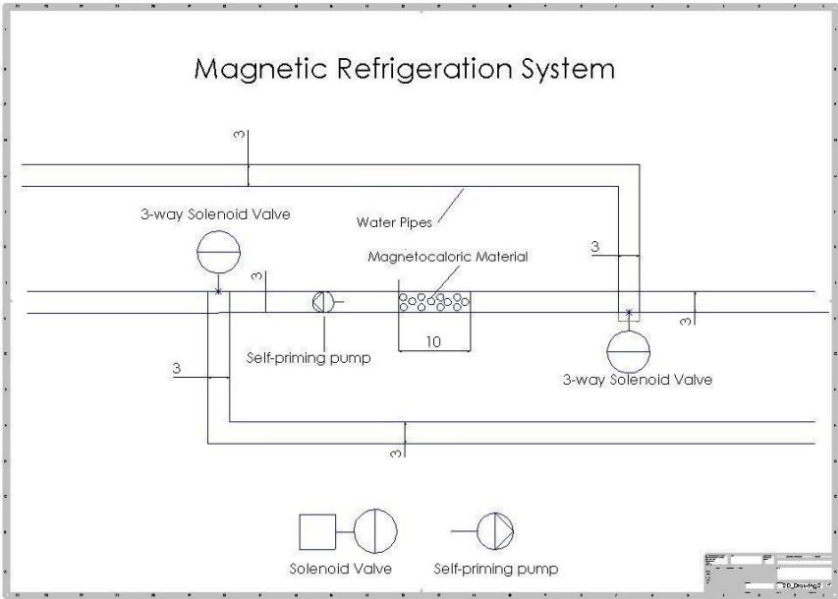 Magnetic Refrigeration System
3
3-way Solenoid Valve
Water Pipes
3
Magnetocaloric Material
3
3
10
Self-priming pump
3
3-way Solenoid Valve
3
Solenoid Valve
Self-priming pump
2D_Drawing2